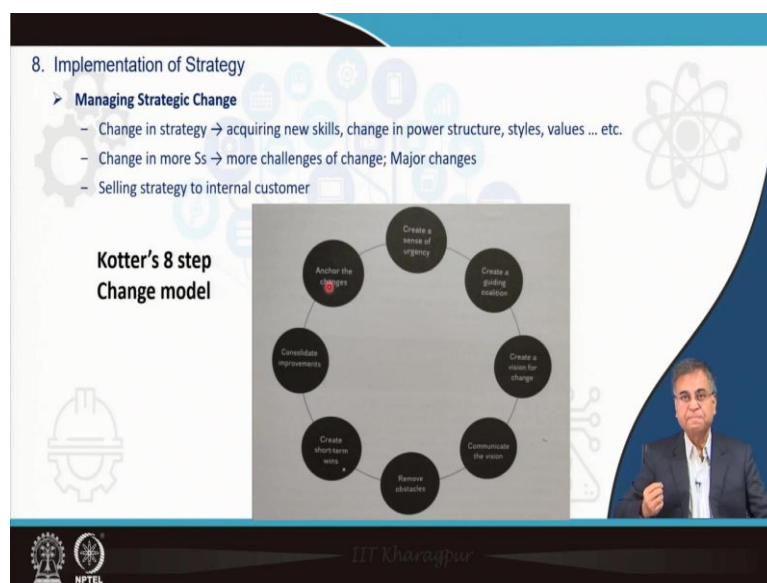 8. Implementation of Strategy
➢ Managing Strategic Change
– Change in strategy → acquiring new skills, change in power structure, styles, values ... etc.
– Change in more Ss → more challenges of change; Major changes
– Selling strategy to internal customer
Kotter's 8 step
Change model
Create a
sense of
urgency
Create a
guiding
coalition
Create a
vision for
change
Communicate
the vision
Remove
obstacles
Create
short-term
wins
Consolidate
improvements
Anchor the
changes
IIT Kharagpur
NPTEL